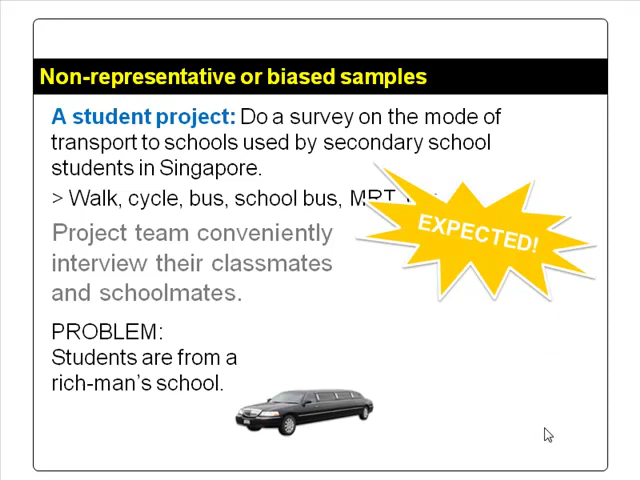 Non-representative or biased samples
A student project: Do a survey on the mode of
transport to schools used by secondary school
students in Singapore.
> Walk, cycle, bus, school bus, MRT,
EXPECTED!
Project team conveniently
interview their classmates
and schoolmates.
PROBLEM:
Students are from a
rich-man's school.